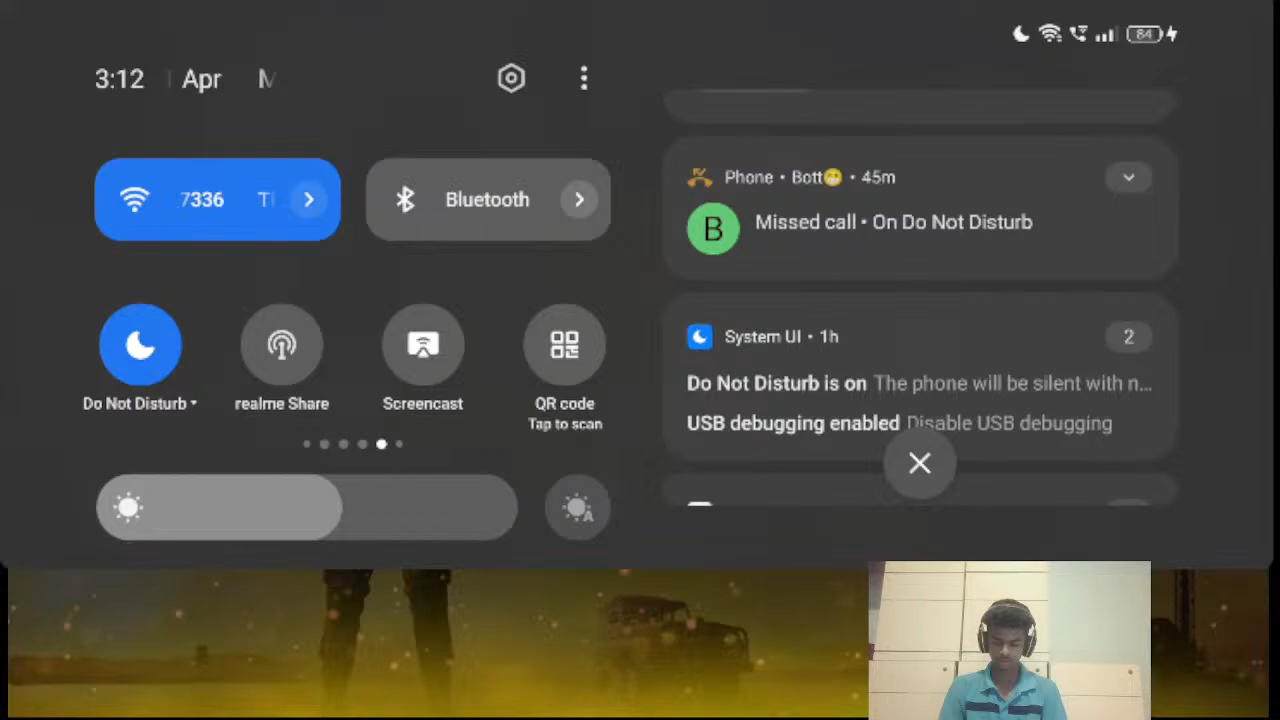 84
3:12 Apr
7336
Bluetooth
Do Not Disturb
realme Share
Screencast
QR code
Tap to scan
A
Phone • Bott😁 • 45m
B
Missed call • On Do Not Disturb
System UI • 1h
2
Do Not Disturb is on The phone will be silent with n...
USB debugging enabled Disable USB debugging